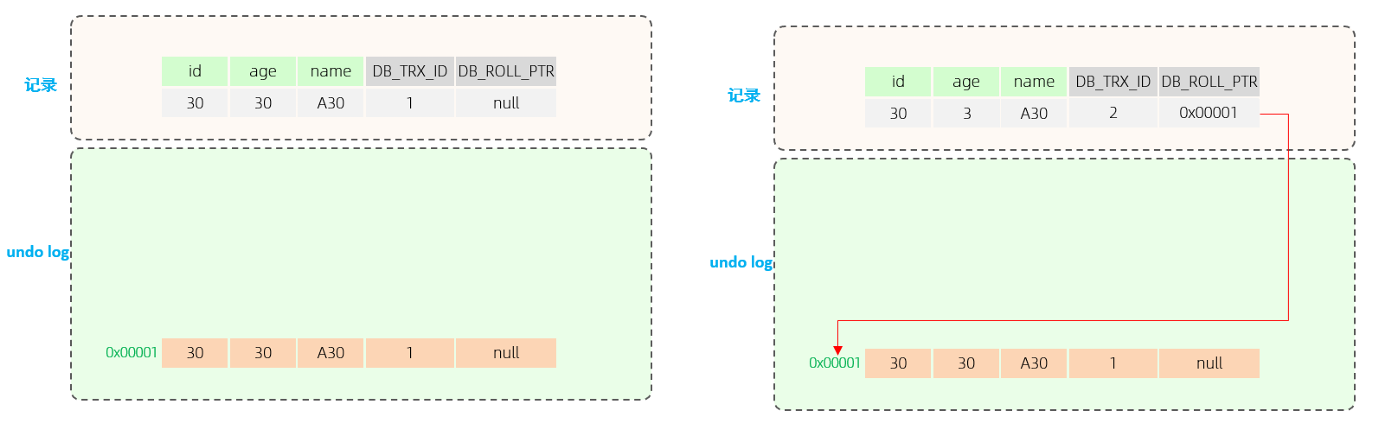 记录
id age name DB_TRX_ID DB_ROLL_PTR
30 30 A30 1 null
undo log
0x00001 30 30 A30 1 null
记录
id age name DB_TRX_ID DB_ROLL_PTR
30 3 A30 2 0x00001
undo log
0x00001 30 30 A30 1 null